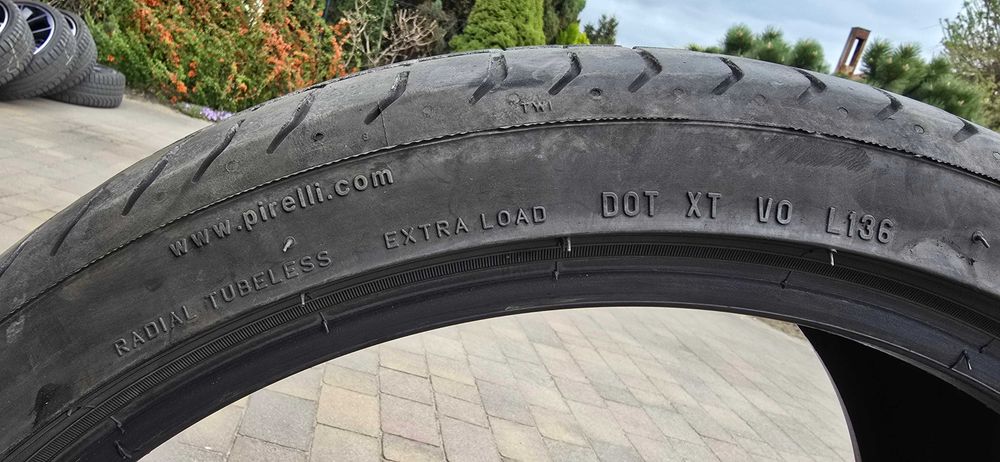 TWI
www.pirelli.com
RADIAL TUBELESS EXTRA LOAD DOT XT VO L136